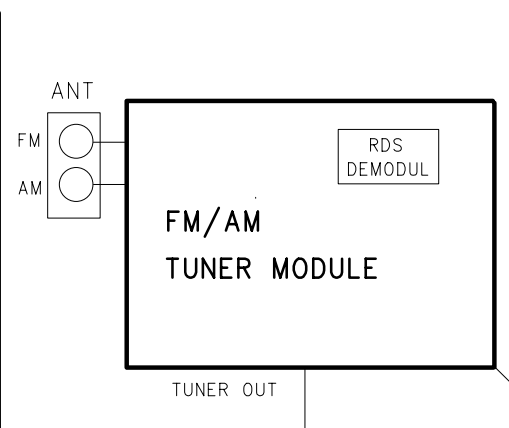 ANT
FM
AM
RDS
DEMODUL
FM/AM
TUNER MODULE
TUNER OUT